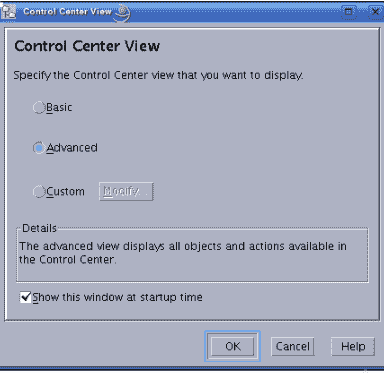 Control Center View
Control Center View
Specify the Control Center view that you want to display.
Basic
Advanced
Custom Modify...
Details
The advanced view displays all objects and actions available in
the Control Center.
Show this window at startup time
OK Cancel Help